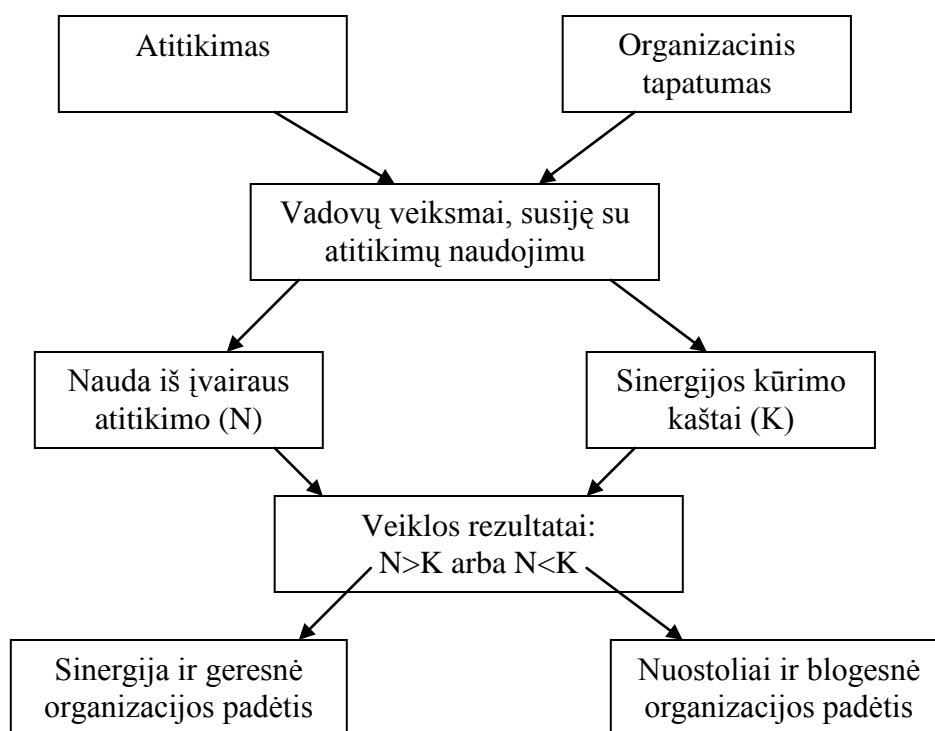 Atitikimas
Organizacinis
tapatumas
Vadovų veiksmai, susiję su
atitikimų naudojimu
Nauda iš įvairaus
atitikimo (N)
Sinergijos kūrimo
kaštai (K)
Veiklos rezultatai:
N>K arba N<K
Sinergija ir geresnė
organizacijos padėtis
Nuostoliai ir blogesnė
organizacijos padėtis